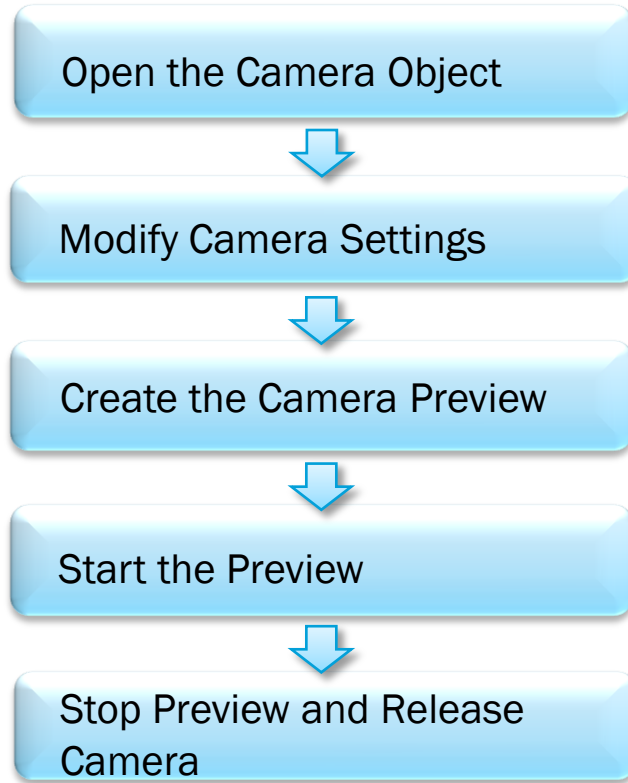 Open the Camera Object
Modify Camera Settings
Create the Camera Preview
Start the Preview
Stop Preview and Release
Camera